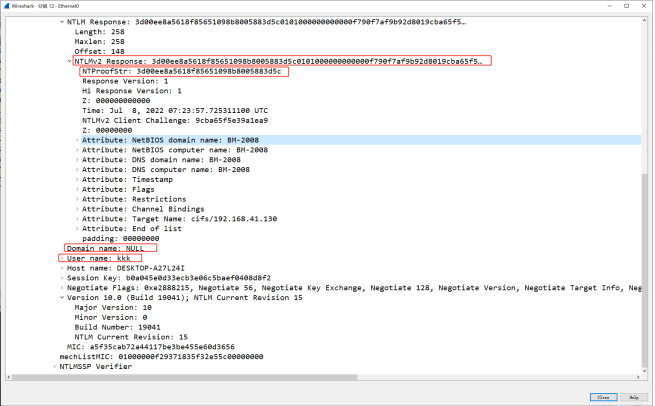 Wireshark · 分组 12 · Ethernet0
NTLM Response: 3d00ee8a5618f85651098b8005883d5c0101000000000000f790f7af9b92d8019cba65f5…
Length: 258
Maxlen: 258
Offset: 148
NTLMv2 Response: 3d00ee8a5618f85651098b8005883d5c0101000000000000f790f7af9b92d8019cba65f5…
NTProofStr: 3d00ee8a5618f85651098b8005883d5c
Response Version: 1
Hi Response Version: 1
Z: 000000000000
Time: Jul  8, 2022 07:23:57.725311100 UTC
NTLMv2 Client Challenge: 9cba65f5e39a1ea9
Z: 00000000
Attribute: NetBIOS domain name: BM-2008
Attribute: NetBIOS computer name: BM-2008
Attribute: DNS domain name: BM-2008
Attribute: DNS computer name: BM-2008
Attribute: Timestamp
Attribute: Flags
Attribute: Restrictions
Attribute: Channel Bindings
Attribute: Target Name: cifs/192.168.41.130
Attribute: End of list
padding: 00000000
Domain name: NULL
User name: kkk
Host name: DESKTOP-A27L24I
Session Key: b0a045e0d33ecb3e06c5baef0408d8f2
Negotiate Flags: 0xe2888215, Negotiate 56, Negotiate Key Exchange, Negotiate 128, Negotiate Version, Negotiate Target Info, Neg
Version 10.0 (Build 19041); NTLM Current Revision 15
Major Version: 10
Minor Version: 0
Build Number: 19041
NTLM Current Revision: 15
MIC: a5f35cab72a44117be3be455e60d3656
mechListMIC: 01000000f29371835f32e55c00000000
NTLMSSP Verifier
Close
Help